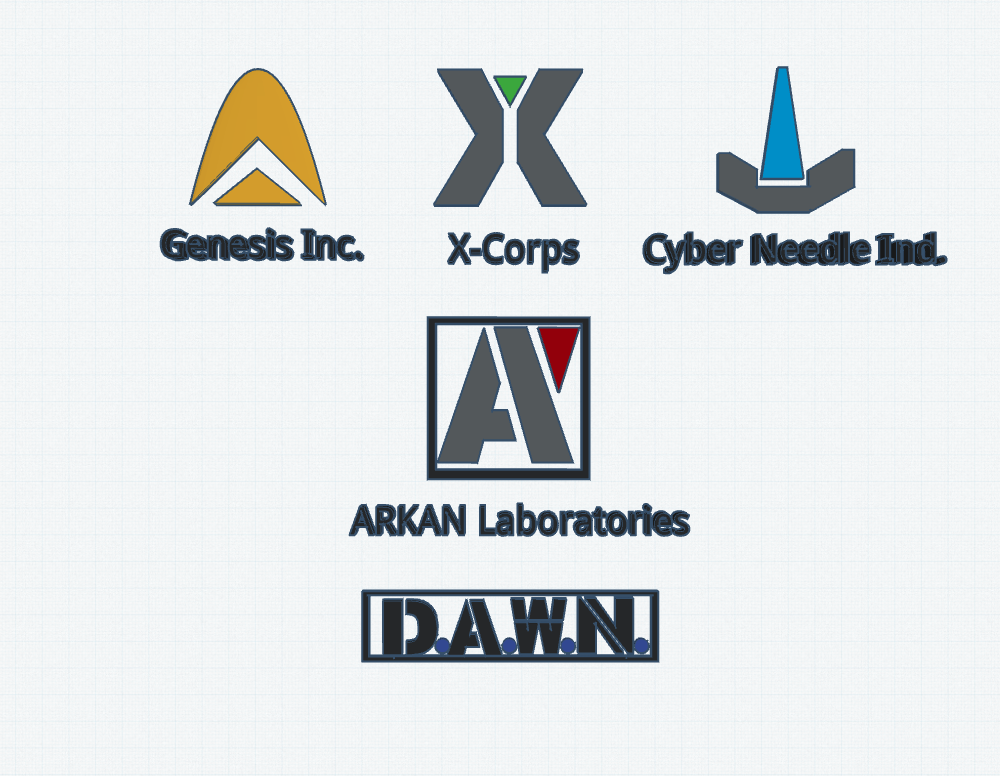 Genesis Inc.
X-Corps
Cyber Needle Ind.
ARKAN Laboratories
D.A.W.N.